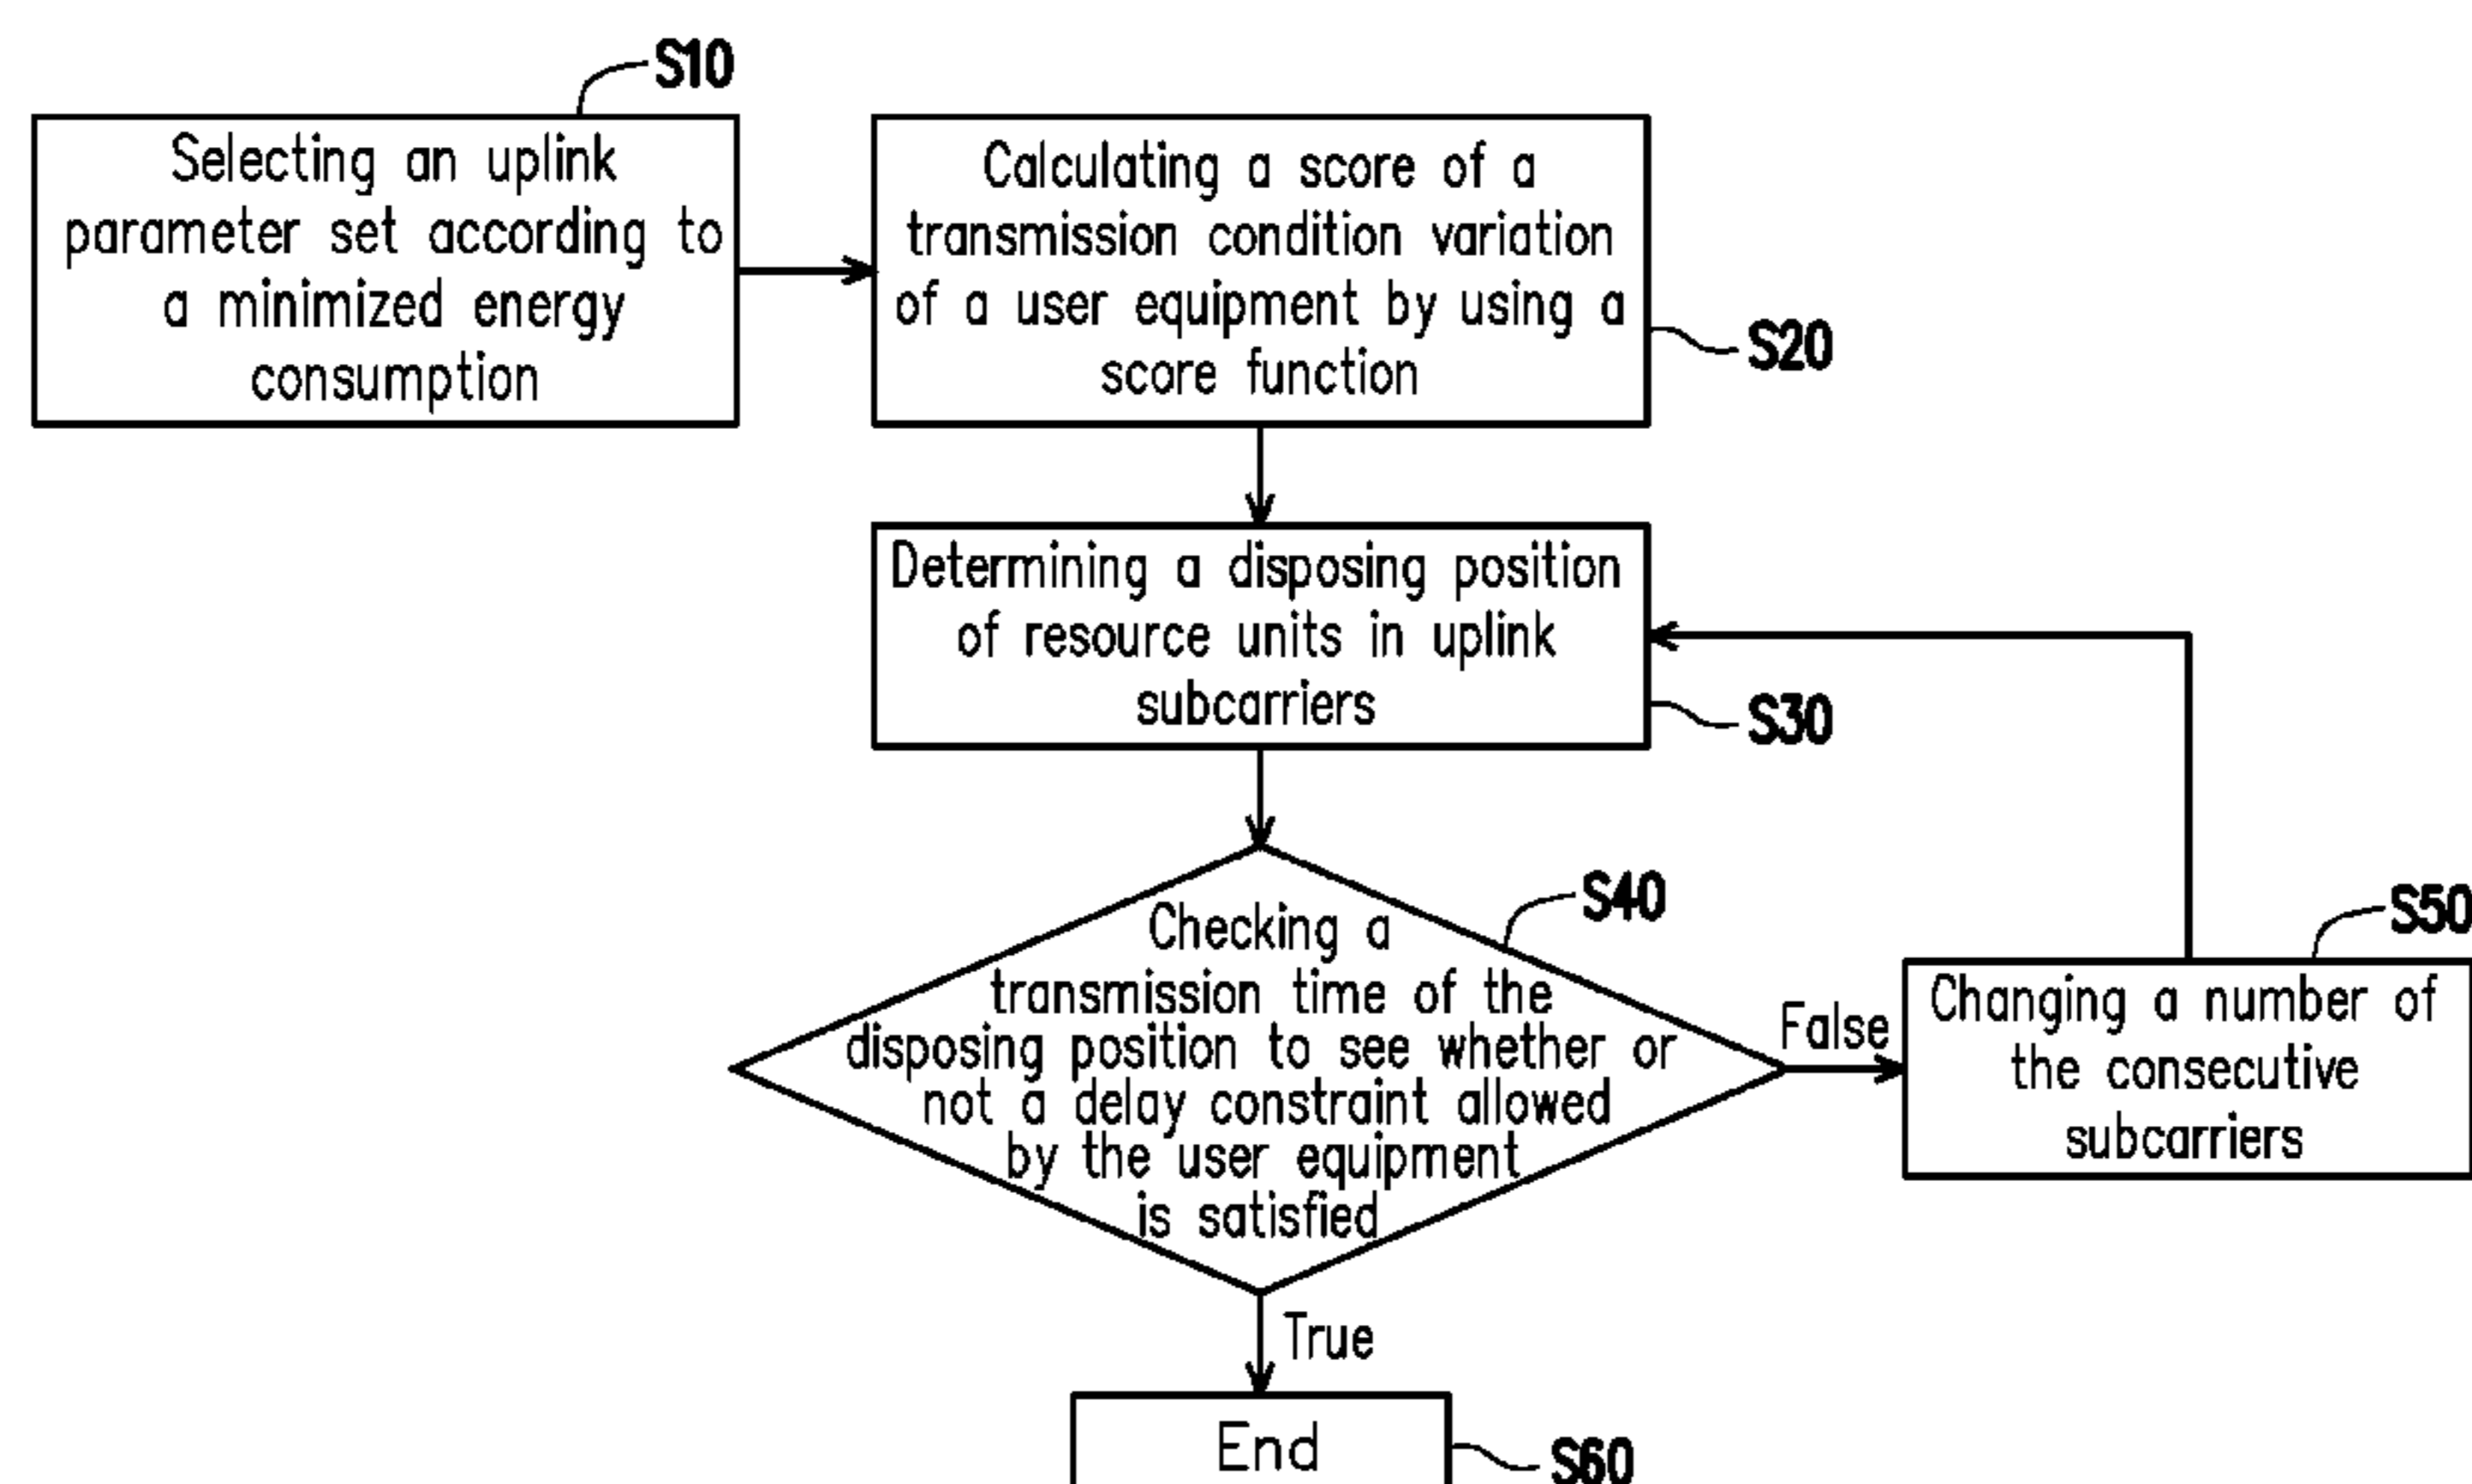 S10
Selecting an uplink
parameter set according to
a minimized energy
consumption
Calculating a score of a
transmission condition variation
of a user equipment by using a
score function
S20
Determining a disposing position
of resource units in uplink
subcarriers
S30
S40
Checking a
transmission time of the
disposing position to see whether or
not a delay constraint allowed
by the user equipment
is satisfied
False
S50
Changing a number of
the consecutive
subcarriers
True
End
S60